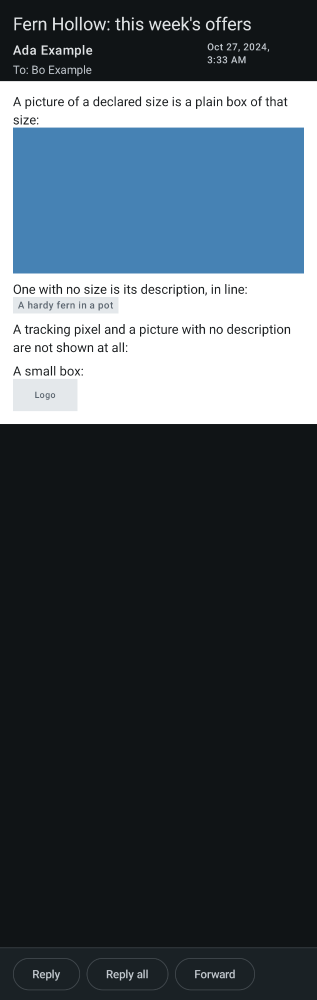 Fern Hollow: this week's offers
Ada Example
Oct 27, 2024,
3:33 AM
To: Bo Example
A picture of a declared size is a plain box of that
size:
One with no size is its description, in line:
A hardy fern in a pot
A tracking pixel and a picture with no description
are not shown at all:
A small box:
Logo
Reply
Reply all
Forward